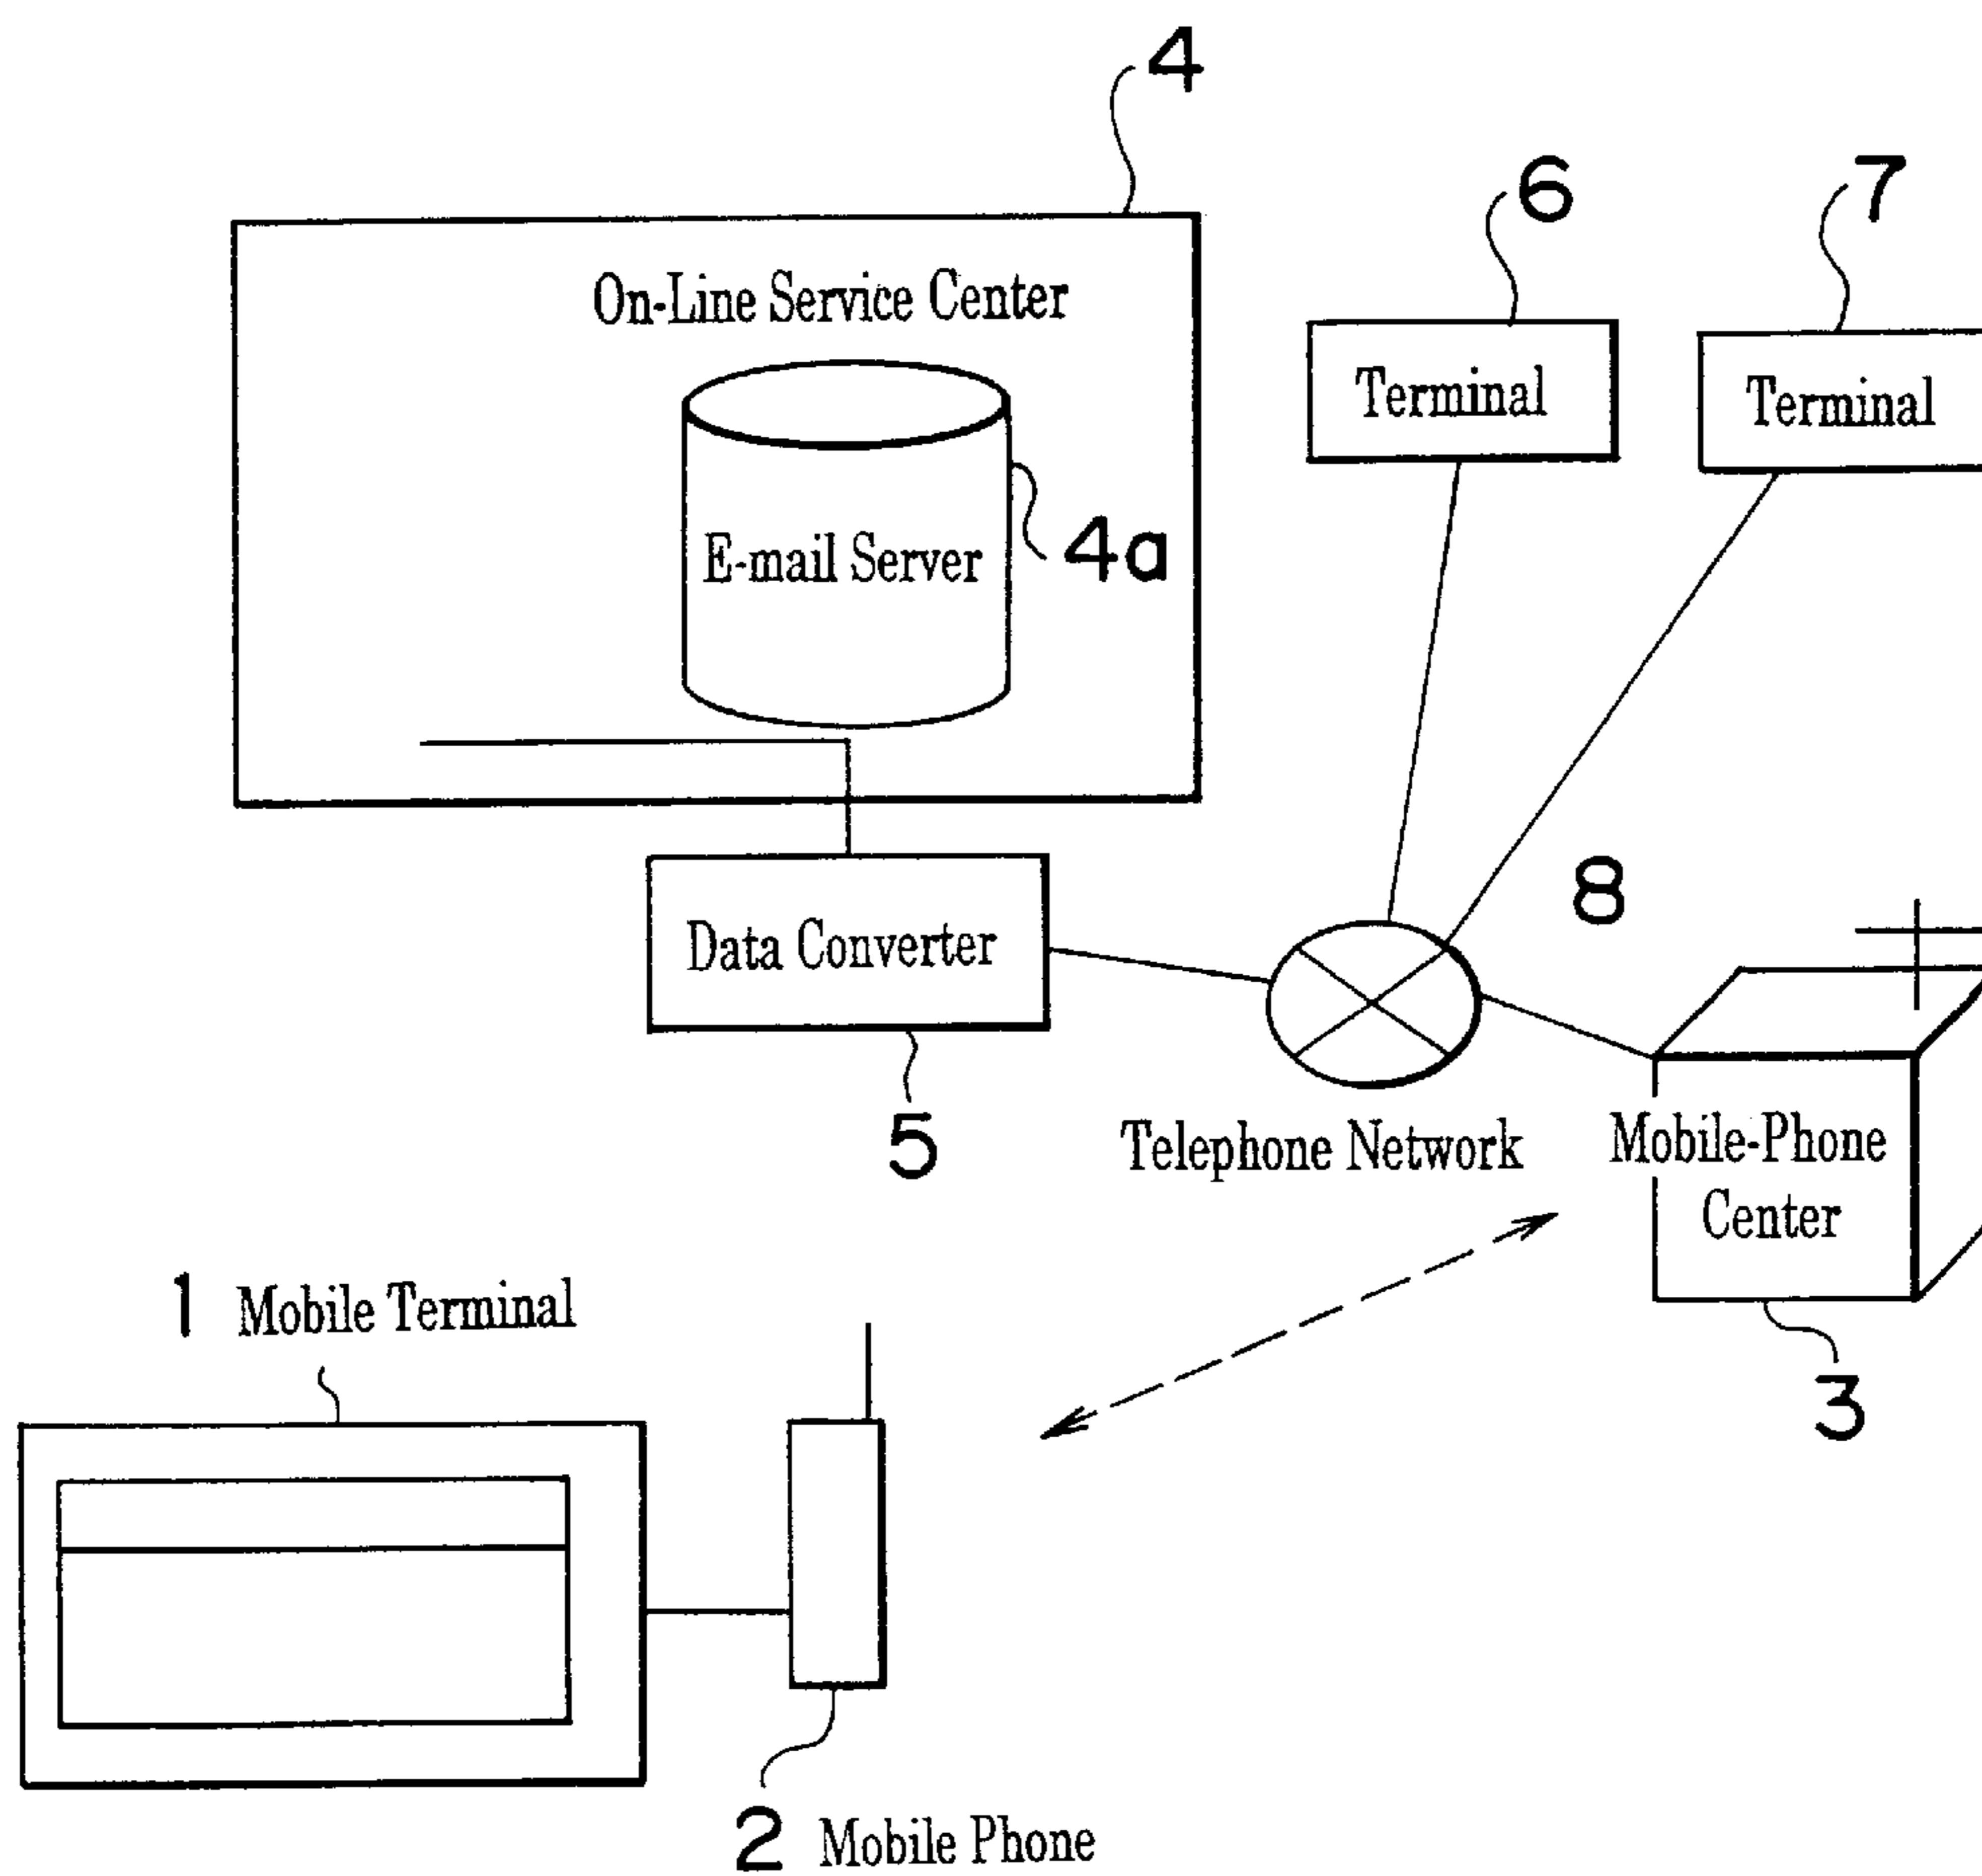 4
6
7
On-Line Service Center
Terminal
Terminal
E-mail Server
4a
8
Data Converter
5
Telephone Network
Mobile-Phone
Center
1 Mobile Terminal
3
2 Mobile Phone